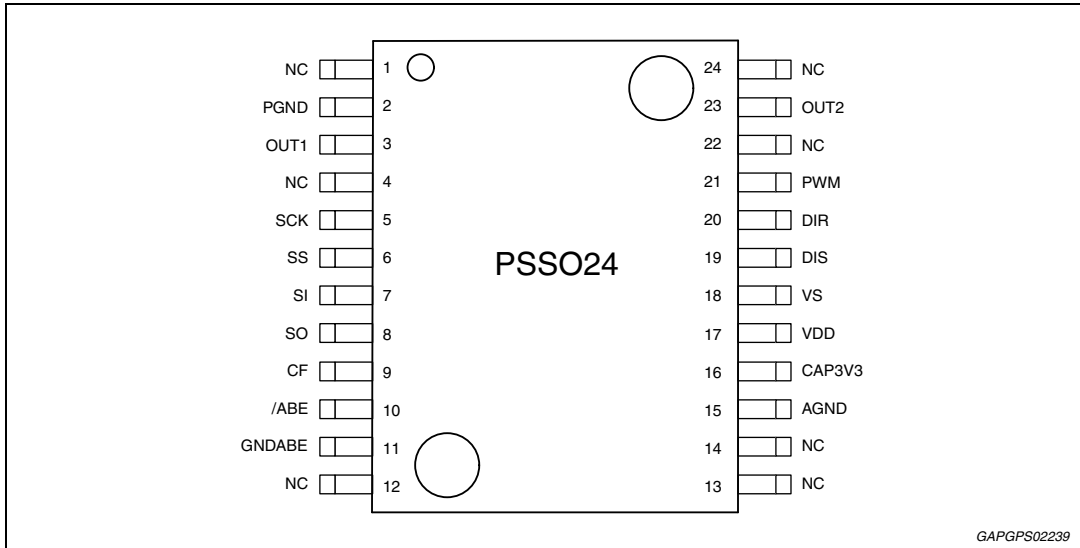 NC 1 24 NC
PGND 2 23 OUT2
OUT1 3 22 NC
NC 4 21 PWM
SCK 5 20 DIR
SS 6 19 DIS
PSSO24
SI 7 18 VS
SO 8 17 VDD
CF 9 16 CAP3V3
/ABE 10 15 AGND
GNDABE 11 14 NC
NC 12 13 NC
GAPGPS02239